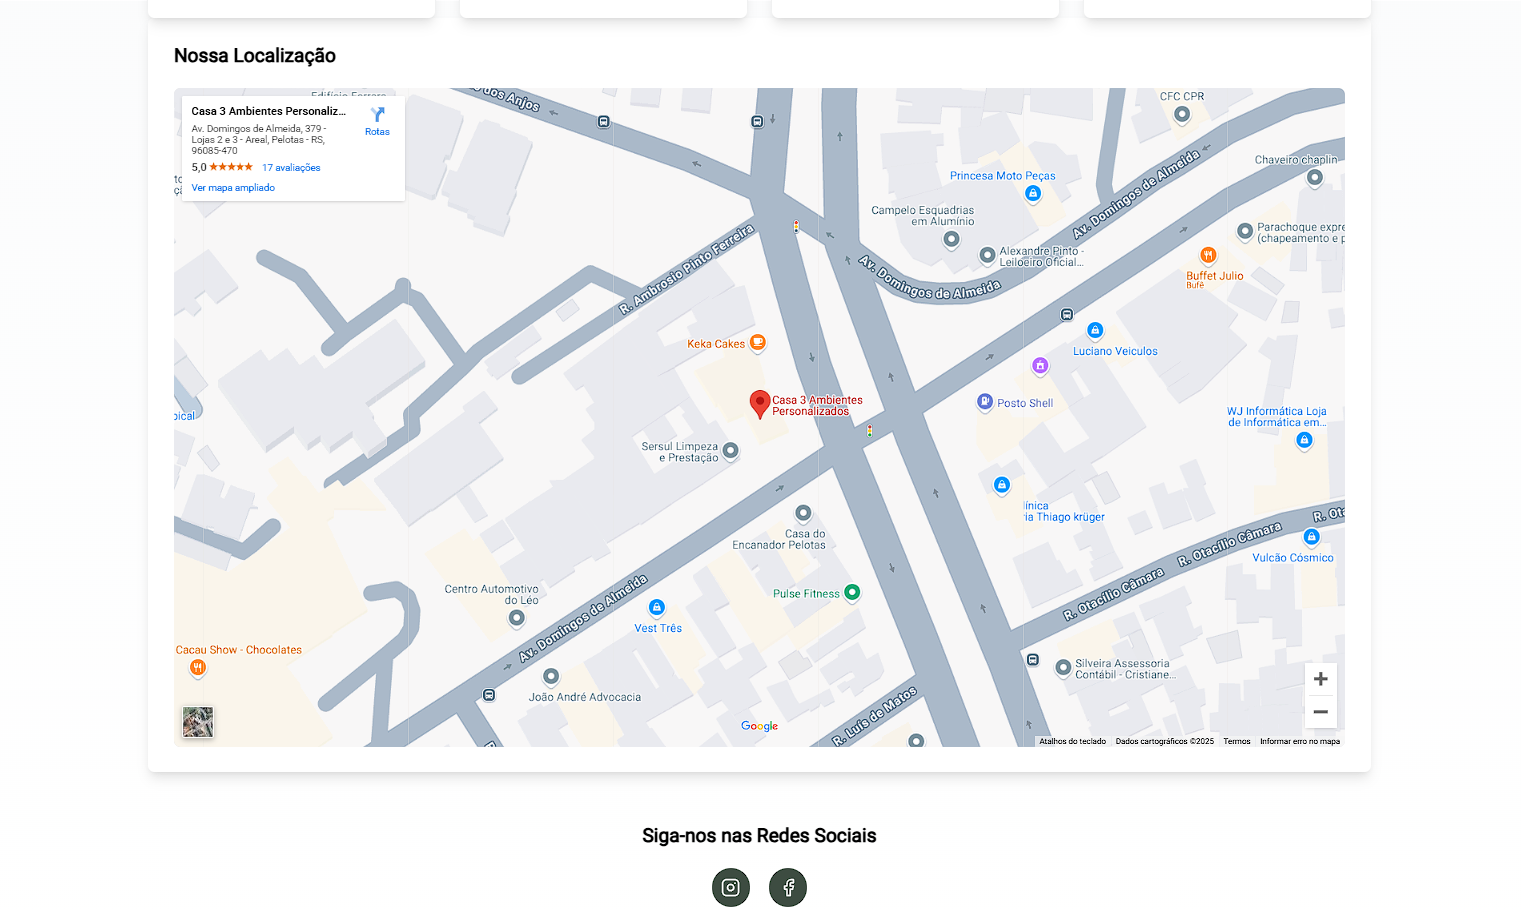 Nossa Localização
Edifício Ferrero
Casa 3 Ambientes Personaliz...
Av. Domingos de Almeida, 379 -
Lojas 2 e 3 - Areal, Pelotas - RS,
96085-470
5,0
17 avaliações
Ver mapa ampliado
Rotas
dos Anjos
CFC CPR
Chaveiro chaplin
Princesa Moto Peças
Av. Domingos de Almeida
Campelo Esquadrias
em Alumínio
Alexandre Pinto -
Leiloeiro Oficial...
Parachoque expre
(chapeamento e p
Av. Domingos de Almeida
Buffet Julio
Bufê
R. Ambrosio Pinto Ferreira
Keka Cakes
Luciano Veiculos
Casa 3 Ambientes
Personalizados
Posto Shell
pical
WJ Informática Loja
de Informática em...
Sersul Limpeza
e Prestação
línica
ria Thiago krüger
Casa do
Encanador Pelotas
R. Ota
R. Otacílio Câmara
Vulcão Cósmico
R. Otacílio Câmara
Centro Automotivo
do Léo
Pulse Fitness
Av. Domingos de Almeida
Vest Três
Cacau Show - Chocolates
João André Advocacia
Silveira Assessoria
Contábil - Cristiane...
R. Luis de Matos
Google
Atalhos do teclado
Dados cartográficos ©2025
Termos
Informar erro no mapa
Siga-nos nas Redes Sociais